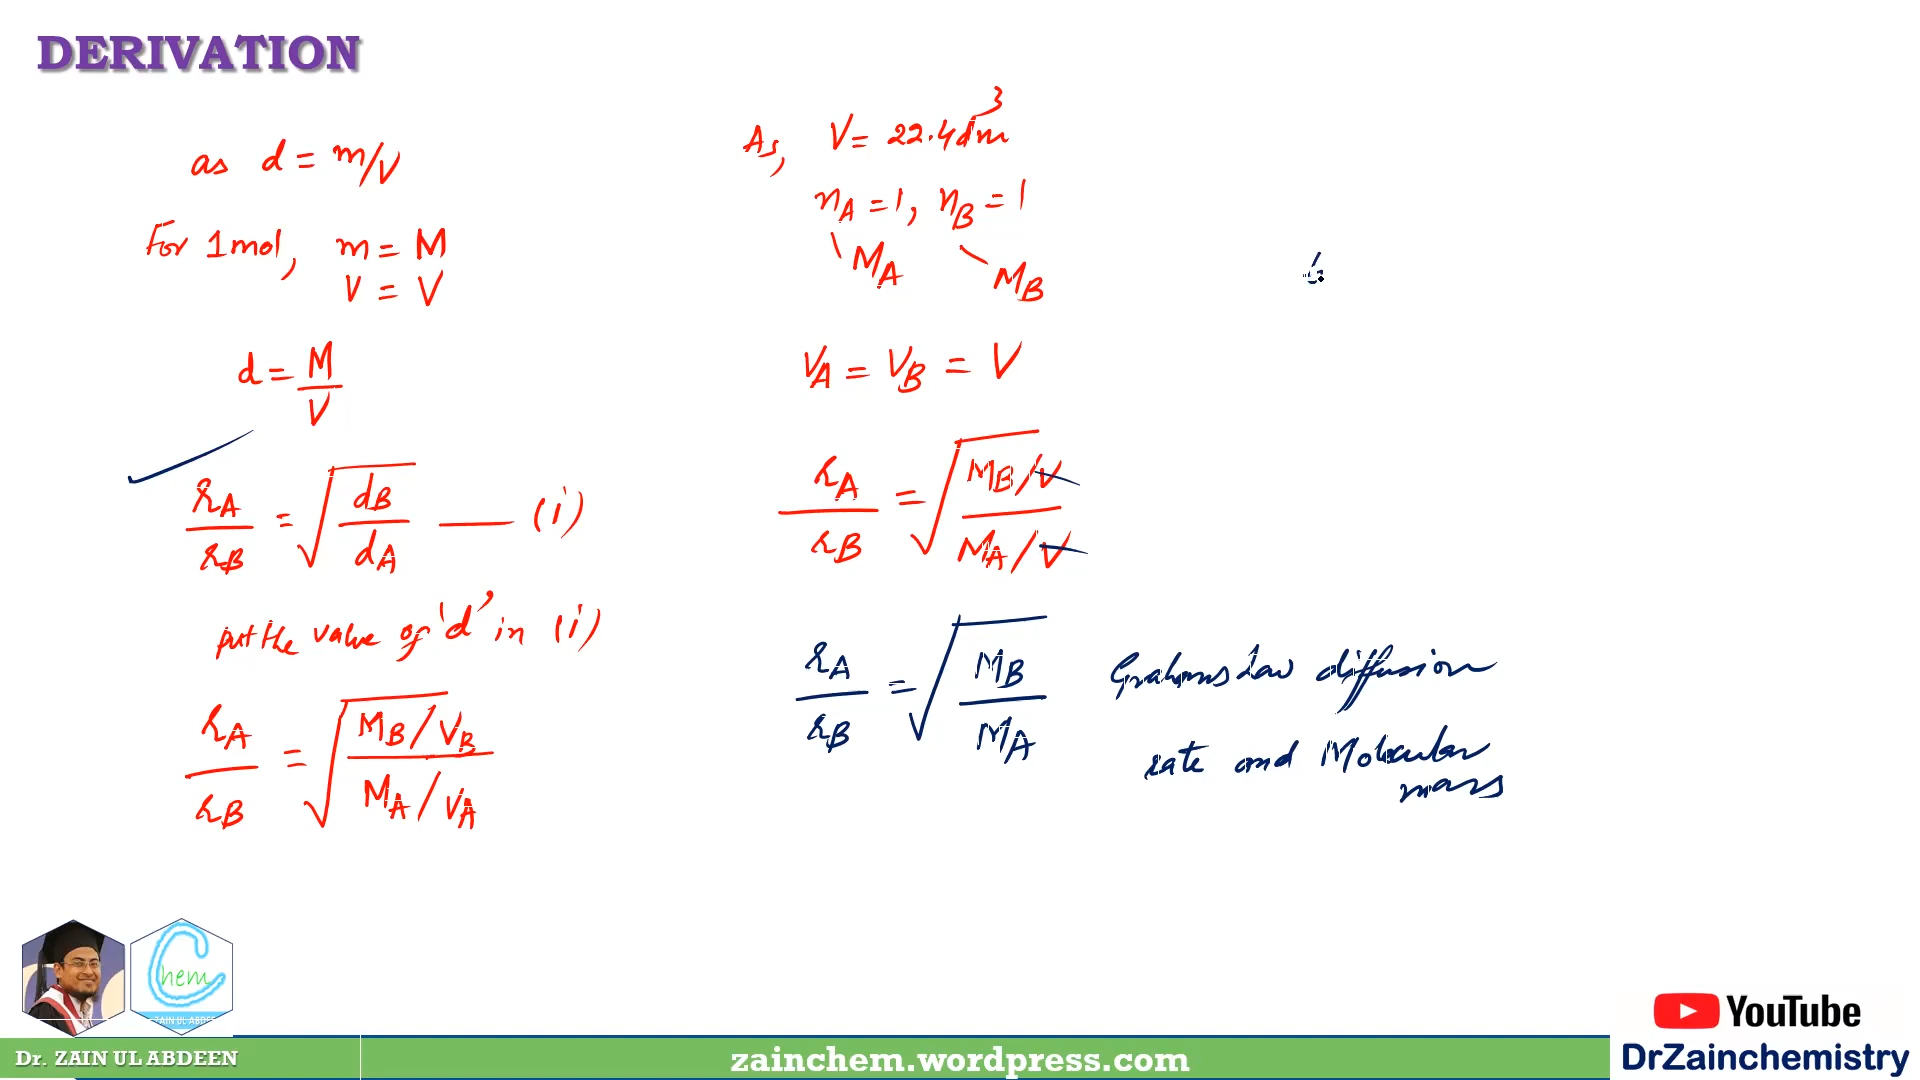 DERIVATION
as d = m/V
For 1mol, m = M
V = V
d = M/V
rA/rB = √(dB/dA) —— (i)
put the value of 'd' in (i)
rA/rB = √((MB/VB)/(MA/VA))
As, V = 22.4dm³
nA = 1, nB = 1
MA MB
VA = VB = V
rA/rB = √((MB/V)/(MA/V))
rA/rB = √(MB/MA) Grahams Law diffusion
rate and Molecular
mass
Chem
Dr. ZAIN UL ABDEEN
zainchem.wordpress.com
YouTube
DrZainchemistry